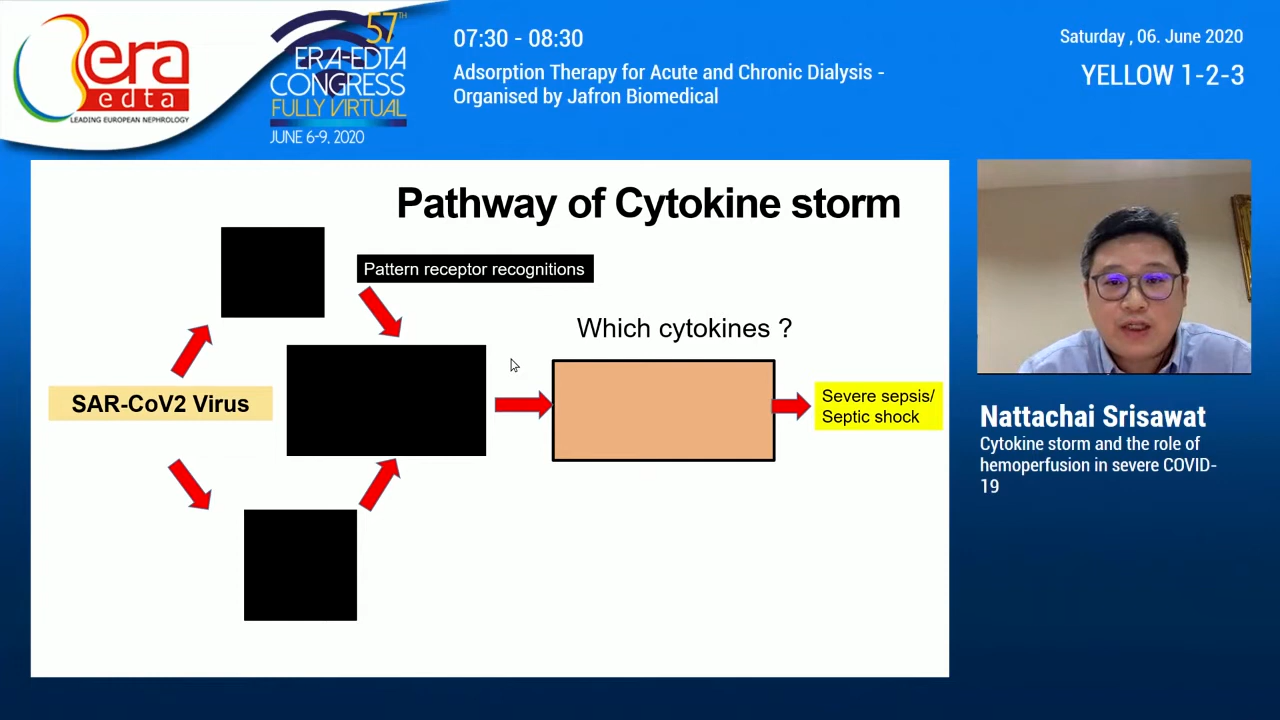 era
edta
LEADING EUROPEAN NEPHROLOGY
57TH
ERA-EDTA
CONGRESS
FULLY VIRTUAL
JUNE 6-9, 2020
07:30 - 08:30
Adsorption Therapy for Acute and Chronic Dialysis -
Organised by Jafron Biomedical
Saturday , 06. June 2020
YELLOW 1-2-3
Pathway of Cytokine storm
Pattern receptor recognitions
Which cytokines ?
SAR-CoV2 Virus
Severe sepsis/
Septic shock
Nattachai Srisawat
Cytokine storm and the role of
hemoperfusion in severe COVID-
19